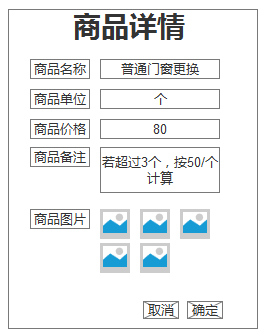 商品详情
商品名称 普通门窗更换
商品单位 个
商品价格 80
商品备注 若超过3个，按50/个
计算
商品图片
取消 确定